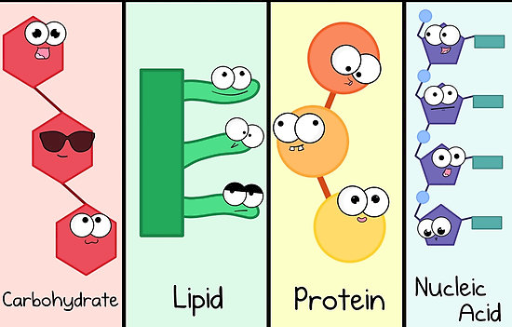 Carbohydrate
Lipid
Protein
Nucleic
Acid